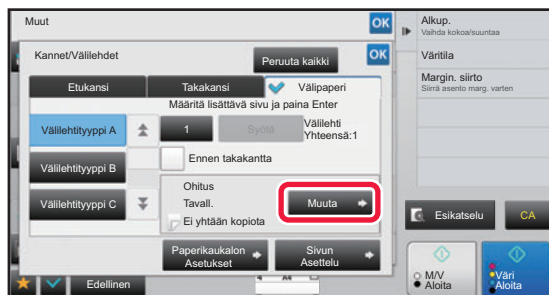 Muut
OK
Alkup.
Vaihda kokoa/suuntaa
Kannet/Välilehdet
Peruuta kaikki
OK
Väritila
Etukansi
Takakansi
Välipaperi
Margin. siirto
Siirrä asento marg. varten
Määritä lisättävä sivu ja paina Enter
Välilehtityyppi A
1
Syötä
Välilehti
Yhteensä:1
Ennen takakantta
Välilehtityyppi B
Ohitus
Tavall.
Muuta
Välilehtityyppi C
Ei yhtään kopiota
Esikatselu
CA
Paperikaukalon
Asetukset
Sivun
Asettelu
Edellinen
M/V
Aloita
Väri
Aloita